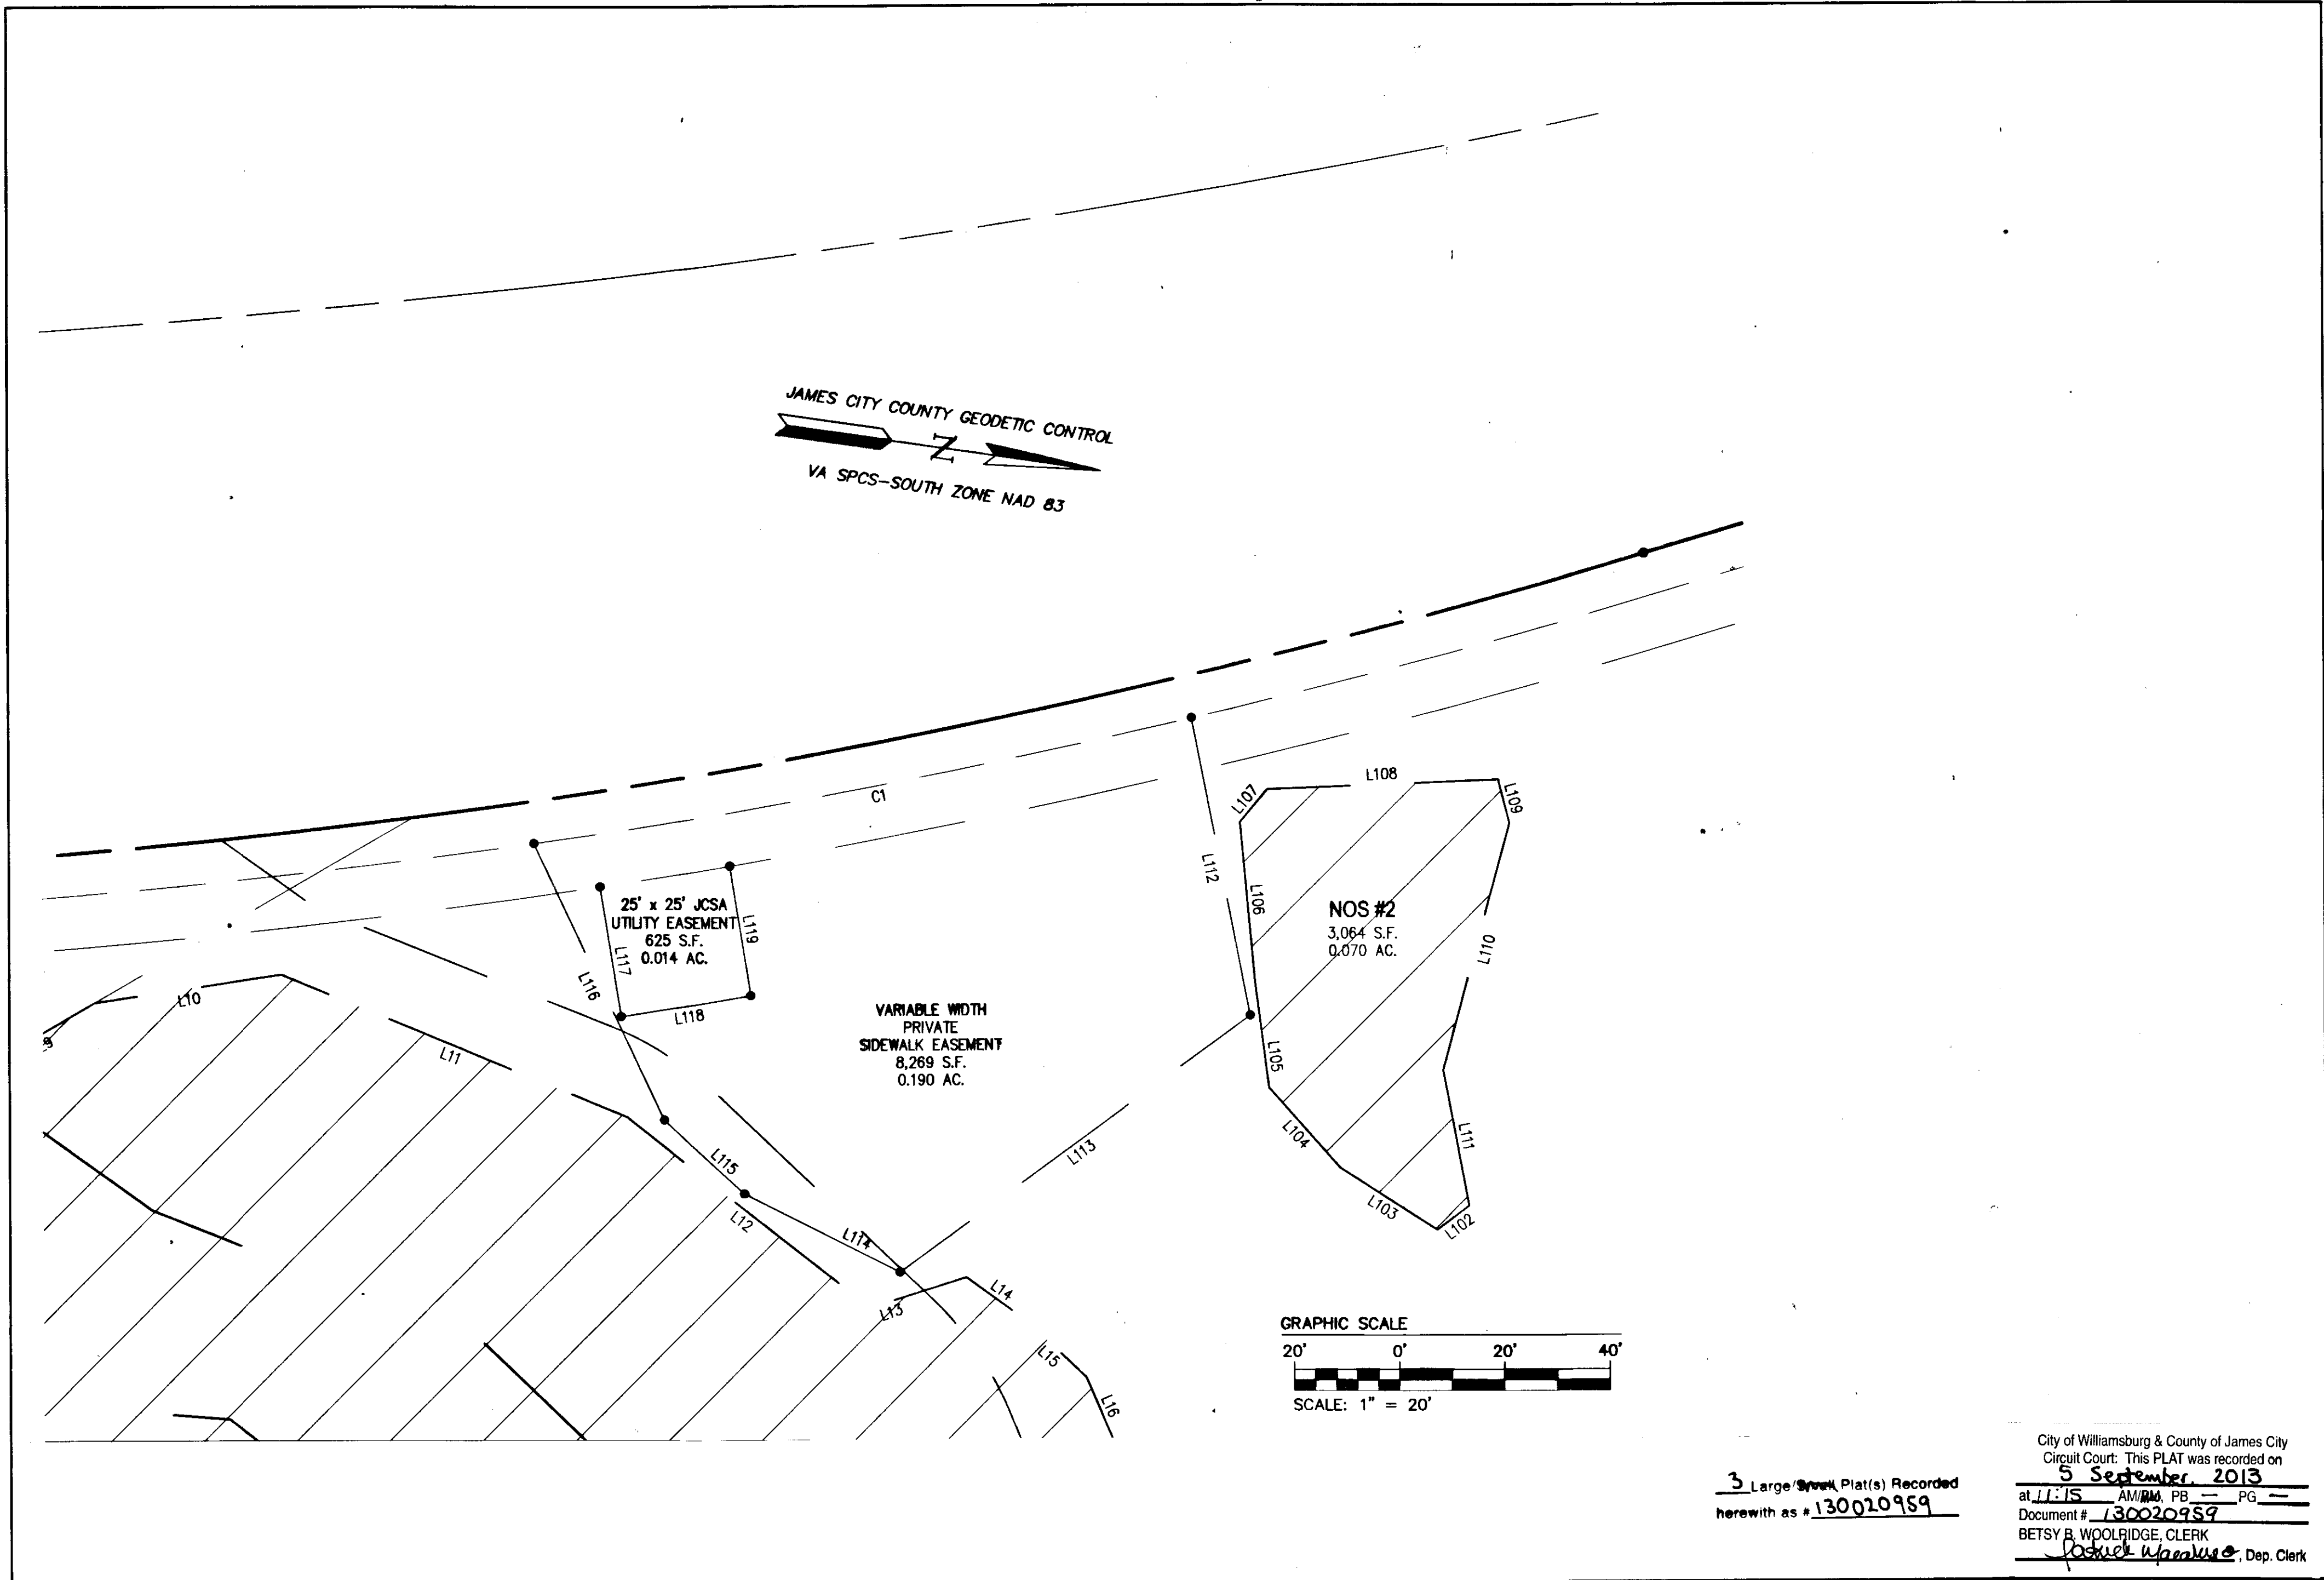 JAMES CITY COUNTY GEODETIC CONTROL
N
VA SPCS-SOUTH ZONE NAD 83
C1
L107
L108
L109
L112
L106
L110
NOS #2
3,064 S.F.
0.070 AC.
25' x 25' JCSA
UTILITY EASEMENT
625 S.F.
0.014 AC.
L119
L117
L116
L118
L10
L11
VARIABLE WIDTH
PRIVATE
SIDEWALK EASEMENT
8,269 S.F.
0.190 AC.
L105
L104
L111
L113
L115
L103
L102
L12
L114
L13
L14
L15
L16
GRAPHIC SCALE
20' 0' 20' 40'
SCALE: 1" = 20'
3 Large/Small Plat(s) Recorded
herewith as # 130020959
City of Williamsburg & County of James City
Circuit Court: This PLAT was recorded on
5 September, 2013
at 11:15 AM/PM, PB — PG —
Document # 130020959
BETSY B. WOOLRIDGE, CLERK
, Dep. Clerk